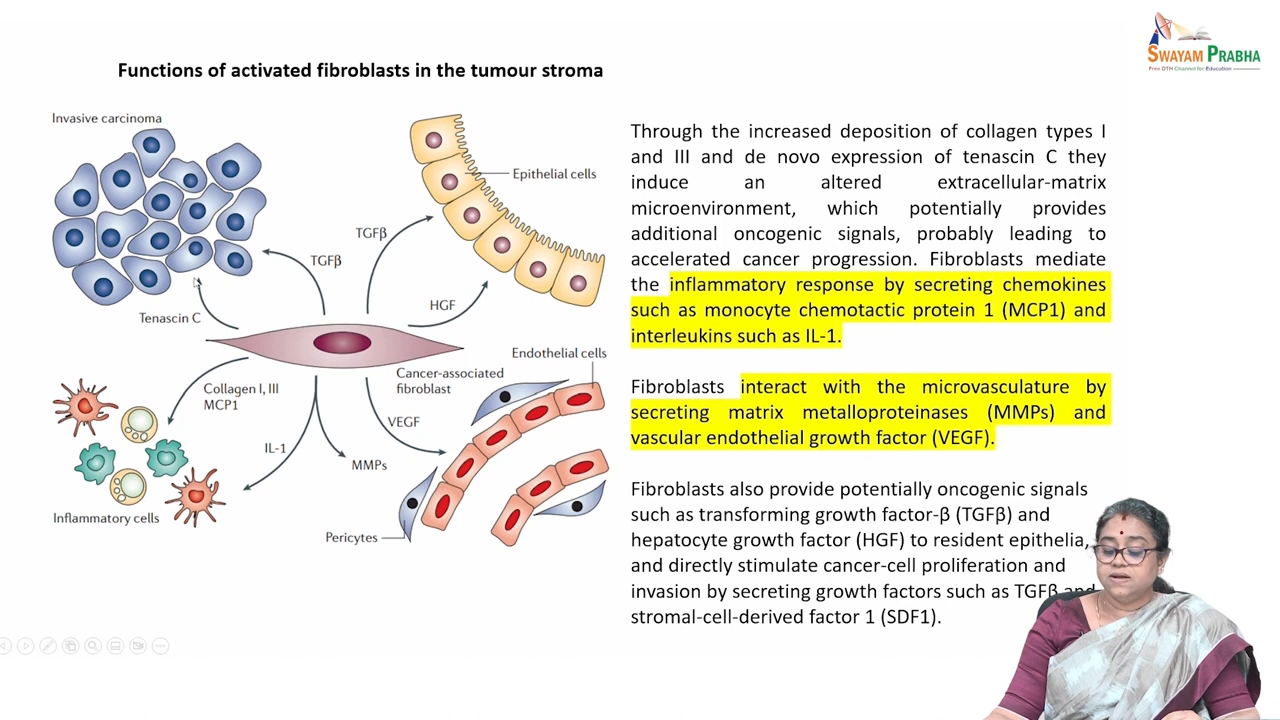 SWAYAM PRABHA
Free DTH Channel for Education
Functions of activated fibroblasts in the tumour stroma
Invasive carcinoma
Epithelial cells
TGFβ
TGFβ
HGF
Tenascin C
Endothelial cells
Cancer-associated
fibroblast
Collagen I, III
MCP1
VEGF
IL-1
MMPs
Inflammatory cells
Pericytes
Through the increased deposition of collagen types I
and III and de novo expression of tenascin C they
induce an altered extracellular-matrix
microenvironment, which potentially provides
additional oncogenic signals, probably leading to
accelerated cancer progression. Fibroblasts mediate
the inflammatory response by secreting chemokines
such as monocyte chemotactic protein 1 (MCP1) and
interleukins such as IL-1.
Fibroblasts interact with the microvasculature by
secreting matrix metalloproteinases (MMPs) and
vascular endothelial growth factor (VEGF).
Fibroblasts also provide potentially oncogenic signals
such as transforming growth factor-β (TGFβ) and
hepatocyte growth factor (HGF) to resident epithelia,
and directly stimulate cancer-cell proliferation and
invasion by secreting growth factors such as TGFβ and
stromal-cell-derived factor 1 (SDF1).